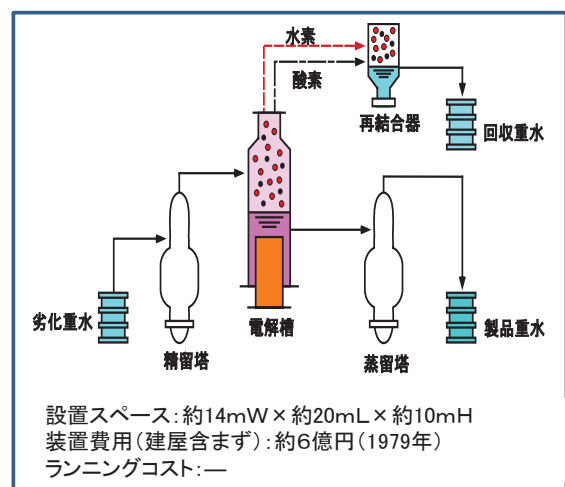 水素
酸素
再結合器
回収重水
劣化重水
精留塔
電解槽
蒸留塔
製品重水
設置スペース:約14mW×約20mL×約10mH
装置費用(建屋含まず):約6億円(1979年)
ランニングコスト:―